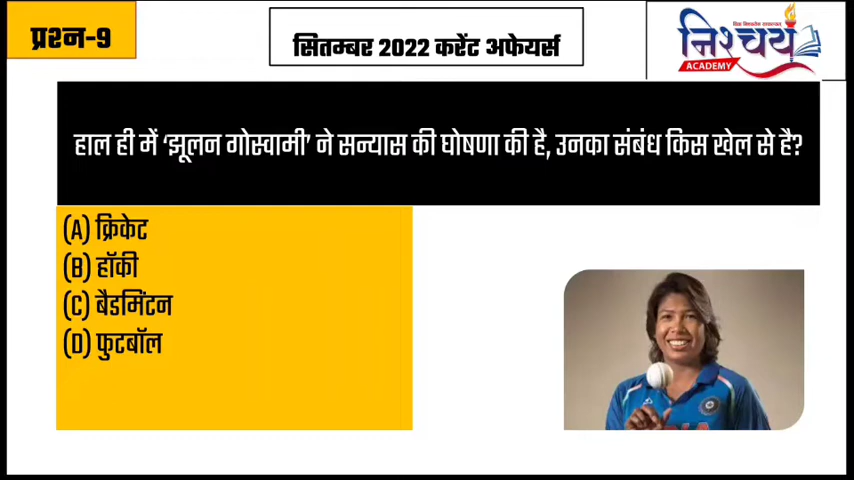 प्रश्न-9
सितम्बर 2022 करेंट अफेयर्स
निश्चय
ACADEMY
हाल ही में ‘झूलन गोस्वामी’ ने सन्यास की घोषणा की है, उनका संबंध किस खेल से है?
(A) क्रिकेट
(B) हॉकी
(C) बैडमिंटन
(D) फुटबॉल